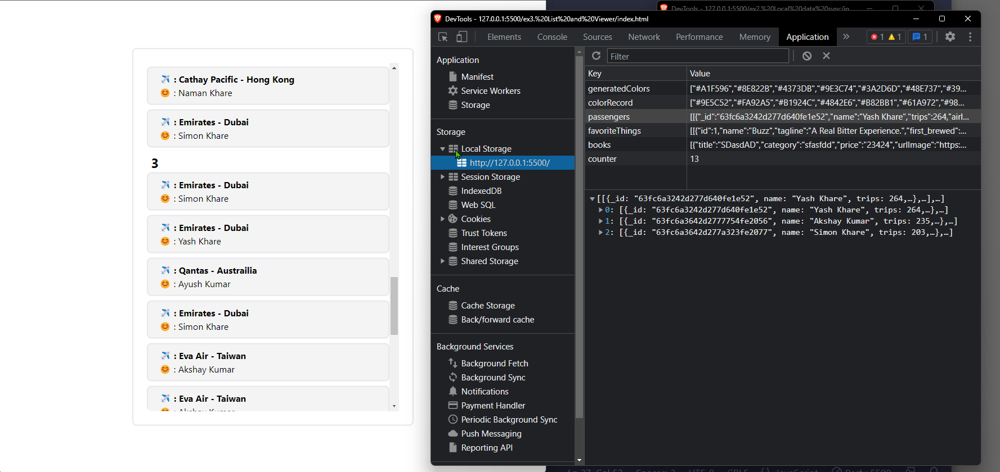 : Cathay Pacific - Hong Kong
: Naman Khare
: Emirates - Dubai
: Simon Khare
3
: Emirates - Dubai
: Simon Khare
: Emirates - Dubai
: Yash Khare
: Qantas - Austrailia
: Ayush Kumar
: Emirates - Dubai
: Simon Khare
: Eva Air - Taiwan
: Akshay Kumar
: Eva Air - Taiwan
: Akshay Kumar
DevTools - 127.0.0.1:5500/ex2.%20Local%20data%20sync/in
DevTools - 127.0.0.1:5500/ex3.%20List%20and%20Viewer/index.html
Elements Console Sources Network Performance Memory Application 1 1 1
Application
Manifest
Service Workers
Storage
Storage
Local Storage
http://127.0.0.1:5500/
Session Storage
IndexedDB
Web SQL
Cookies
Trust Tokens
Interest Groups
Shared Storage
Cache
Cache Storage
Back/forward cache
Background Services
Background Fetch
Background Sync
Notifications
Payment Handler
Periodic Background Sync
Push Messaging
Reporting API
Filter
Key Value
generatedColors ["#A1F596","#8E822B","#4373DB","#9E3C74","#3A2D6D","#48E737","#39...
colorRecord ["#9E5C52","#FA92A5","#B1924C","#4842E6","#B82BB1","#61A972","#98...
passengers [[{"_id":"63fc6a3242d277d640fe1e52","name":"Yash Khare","trips":264,"airl...
favoriteThings [[{"id":1,"name":"Buzz","tagline":"A Real Bitter Experience.","first_brewed":...
books [{"title":"SDasdAD","category":"sfasfdd","price":"23424","urlImage":"https:...
counter 13
[[{_id: "63fc6a3242d277d640fe1e52", name: "Yash Khare", trips: 264,…},…],…]
0: [{_id: "63fc6a3242d277d640fe1e52", name: "Yash Khare", trips: 264,…},…]
1: [{_id: "63fc6a3642d2777754fe2056", name: "Akshay Kumar", trips: 235,…},…]
2: [{_id: "63fc6a3642d277a323fe2077", name: "Simon Khare", trips: 203,…},…]